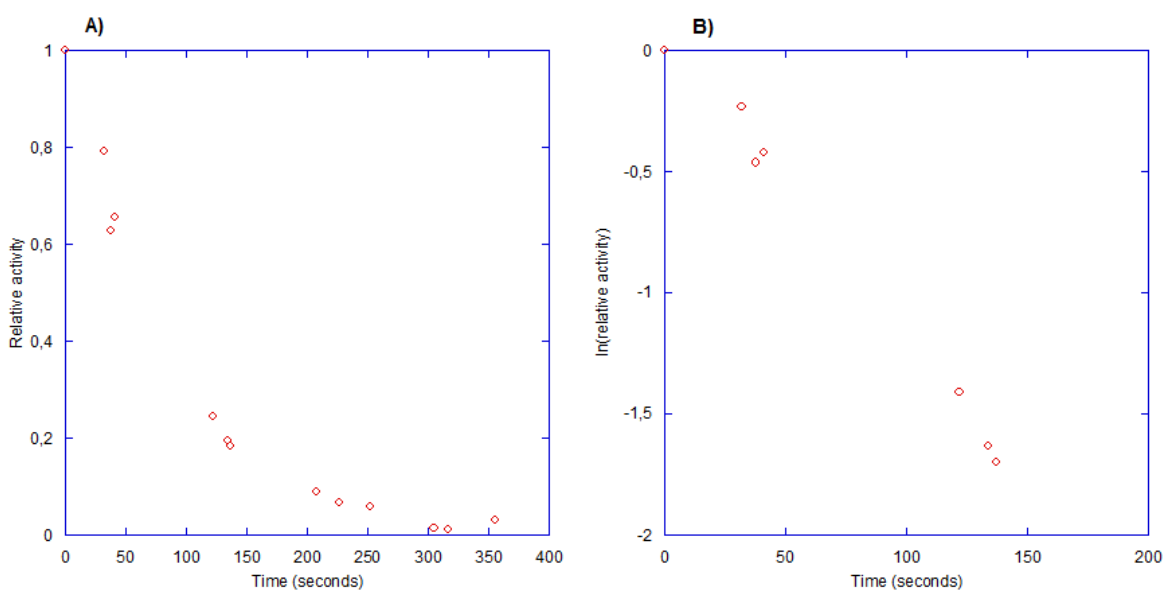 A)
1
0,8
0,6
0,4
0,2
0
Relative activity
0 50 100 150 200 250 300 350 400
Time (seconds)
B)
0
-0,5
-1
-1,5
-2
ln(relative activity)
0 50 100 150 200
Time (seconds)